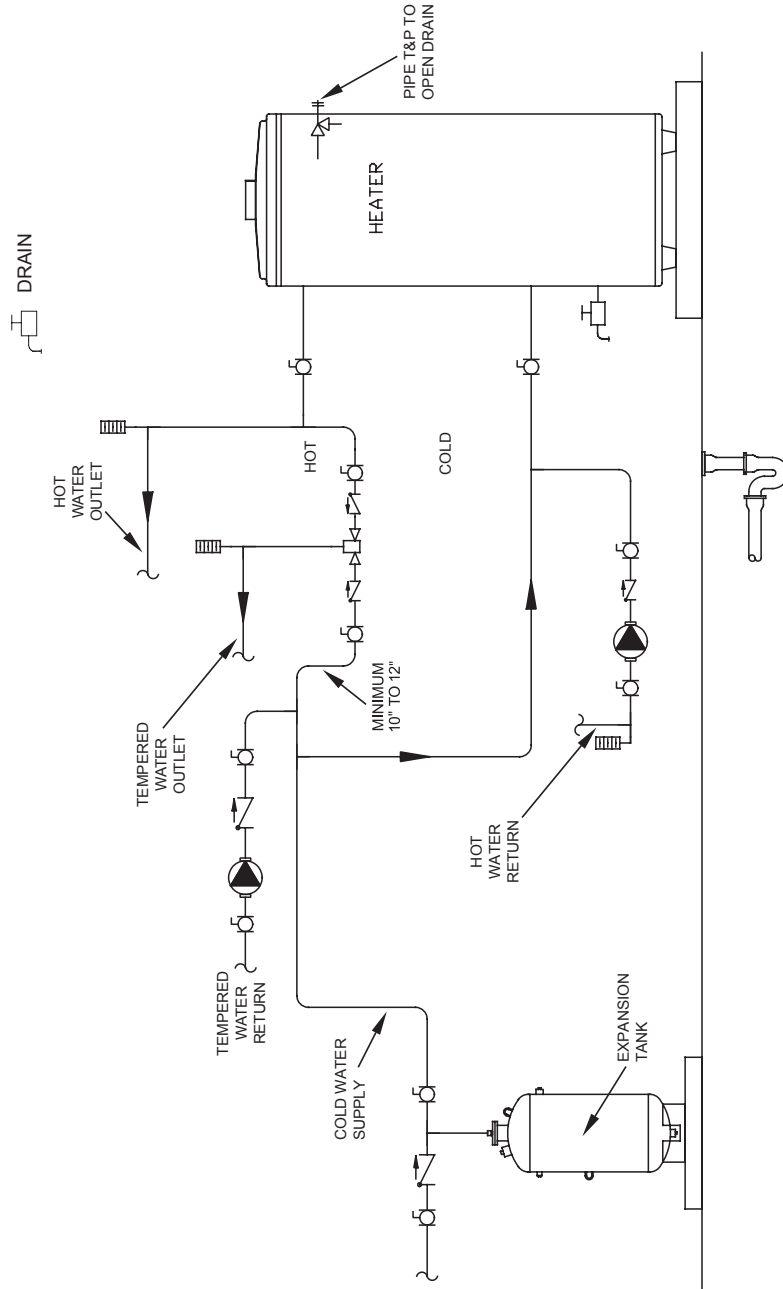 DRAIN
PIPE T&P TO
OPEN DRAIN
HEATER
HOT
WATER
OUTLET
HOT
COLD
TEMPERED
WATER
OUTLET
MINIMUM
10" TO 12"
HOT
WATER
RETURN
TEMPERED
WATER
RETURN
COLD WATER
SUPPLY
EXPANSION
TANK